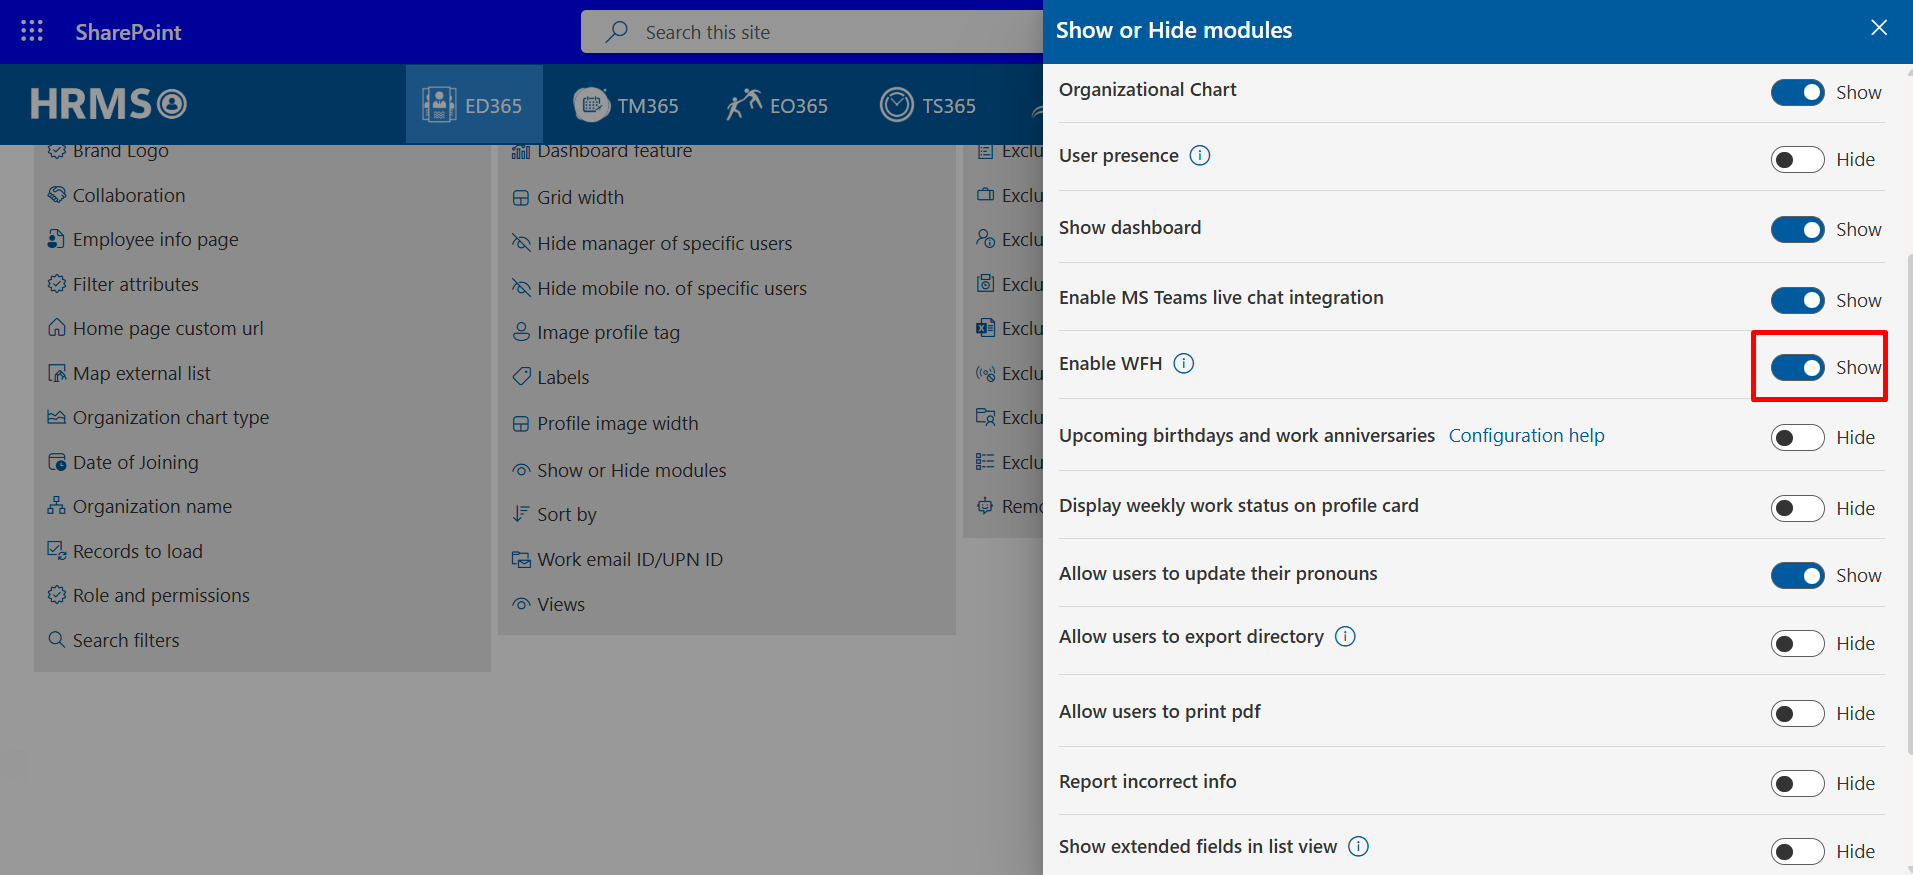 SharePoint
Search this site
HRMS
ED365
TM365
EO365
TS365
Brand Logo
Collaboration
Employee info page
Filter attributes
Home page custom url
Map external list
Organization chart type
Date of Joining
Organization name
Records to load
Role and permissions
Search filters
Dashboard feature
Grid width
Hide manager of specific users
Hide mobile no. of specific users
Image profile tag
Labels
Profile image width
Show or Hide modules
Sort by
Work email ID/UPN ID
Views
Exclu
Exclu
Exclu
Exclu
Exclu
Exclu
Exclu
Exclu
Remo
Show or Hide modules
Organizational Chart Show
User presence Hide
Show dashboard Show
Enable MS Teams live chat integration Show
Enable WFH Show
Upcoming birthdays and work anniversaries Configuration help Hide
Display weekly work status on profile card Hide
Allow users to update their pronouns Show
Allow users to export directory Hide
Allow users to print pdf Hide
Report incorrect info Hide
Show extended fields in list view Hide